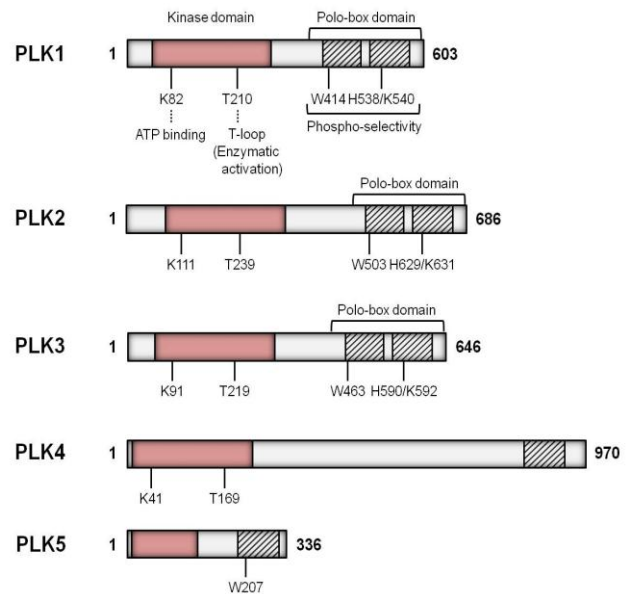 Kinase domain Polo-box domain
PLK1 1 603
K82 T210 W414 H538/K540
ATP binding T-loop Phospho-selectivity
(Enzymatic
activation)
Polo-box domain
PLK2 1 686
K111 T239 W503 H629/K631
Polo-box domain
PLK3 1 646
K91 T219 W463 H590/K592
PLK4 1 970
K41 T169
PLK5 1 336
W207